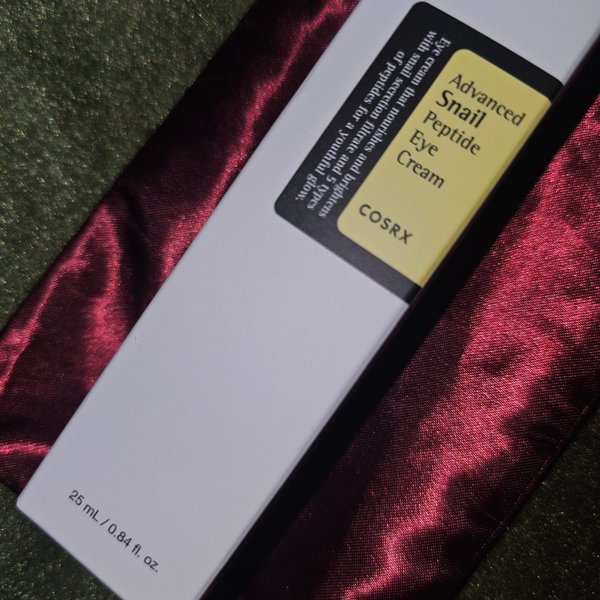 Advanced
Snail
Peptide
Eye
Cream
COSRX
Eye cream that nourishes and brightens
with snail secretion filtrate and 5 types
of peptides for a youthful glow.
25 mL / 0.84 fl. oz.